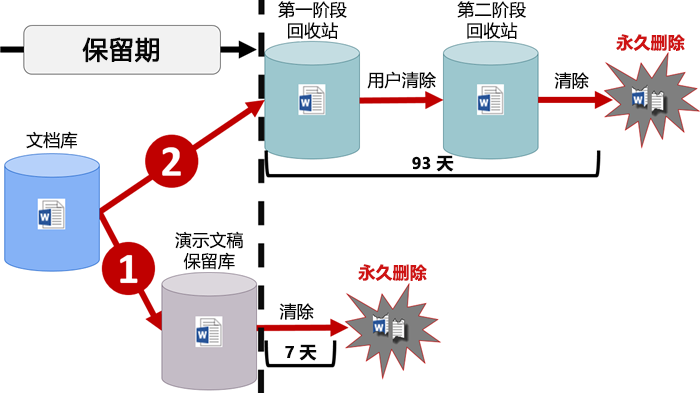 保留期
第一阶段
回收站
第二阶段
回收站
永久删除
用户清除
清除
93 天
文档库
2
1
演示文稿
保留库
清除
永久删除
7 天